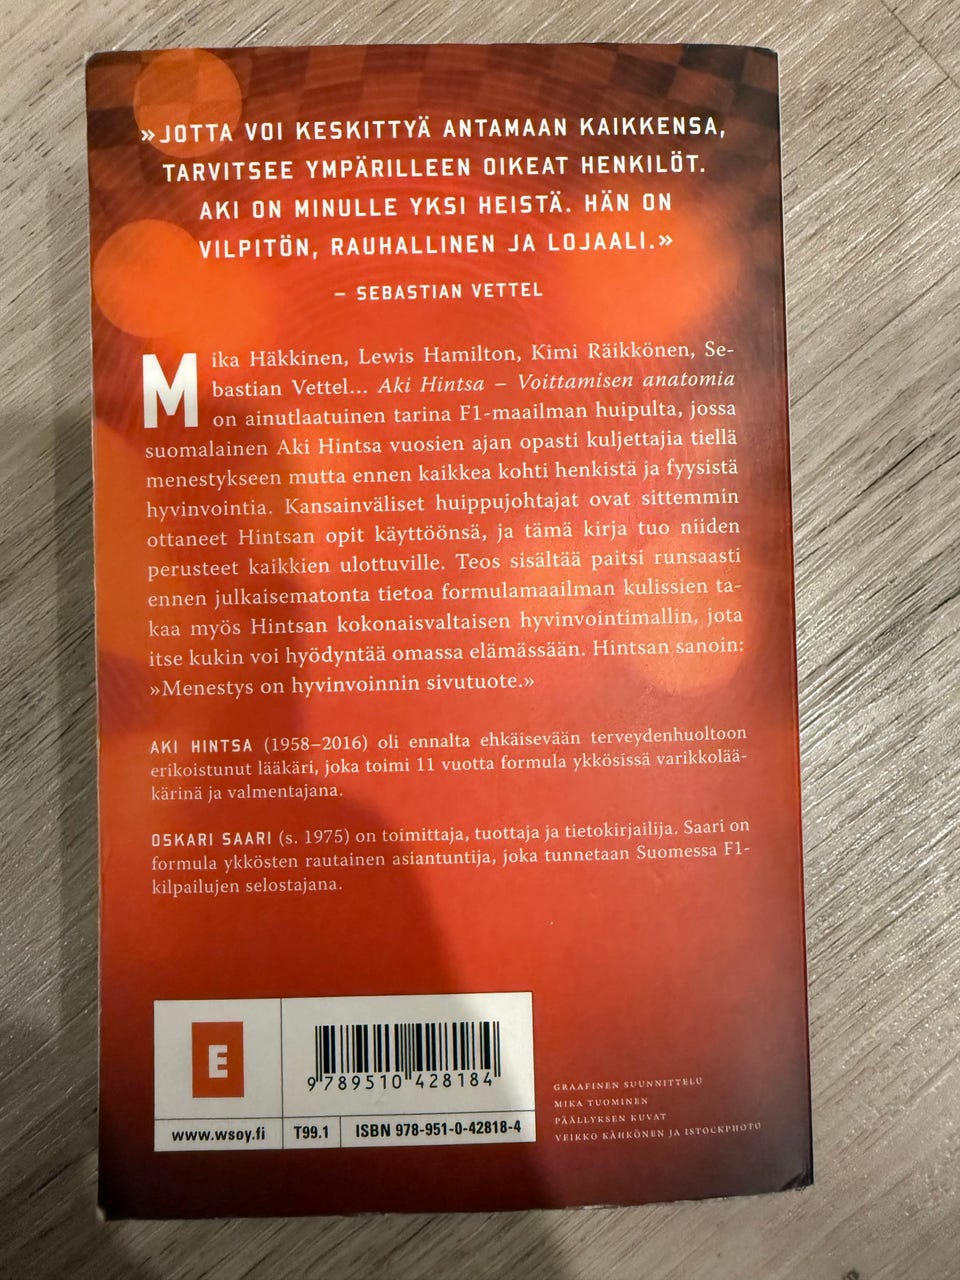 »JOTTA VOI KESKITTYÄ ANTAMAAN KAIKKENSA,
TARVITSEE YMPÄRILLEEN OIKEAT HENKILÖT.
AKI ON MINULLE YKSI HEISTÄ. HÄN ON
VILPITÖN, RAUHALLINEN JA LOJAALI.»
– SEBASTIAN VETTEL
Mika Häkkinen, Lewis Hamilton, Kimi Räikkönen, Se-
bastian Vettel... Aki Hintsa – Voittamisen anatomia
on ainutlaatuinen tarina F1-maailman huipulta, jossa
suomalainen Aki Hintsa vuosien ajan opasti kuljettajia tiellä
menestykseen mutta ennen kaikkea kohti henkistä ja fyysistä
hyvinvointia. Kansainväliset huippujohtajat ovat sittemmin
ottaneet Hintsan opit käyttöönsä, ja tämä kirja tuo niiden
perusteet kaikkien ulottuville. Teos sisältää paitsi runsaasti
ennen julkaisematonta tietoa formulamaailman kulissien ta-
kaa myös Hintsan kokonaisvaltaisen hyvinvointimallin, jota
itse kukin voi hyödyntää omassa elämässään. Hintsan sanoin:
»Menestys on hyvinvoinnin sivutuote.»
AKI HINTSA (1958–2016) oli ennalta ehkäisevään terveydenhuoltoon
erikoistunut lääkäri, joka toimi 11 vuotta formula ykkösissä varikkolää-
kärinä ja valmentajana.
OSKARI SAARI (s. 1975) on toimittaja, tuottaja ja tietokirjailija. Saari on
formula ykkösten rautainen asiantuntija, joka tunnetaan Suomessa F1-
kilpailujen selostajana.
E
9 789510 428184
www.wsoy.fi
T99.1
ISBN 978-951-0-42818-4
GRAAFINEN SUUNNITTELU
MIKA TUOMINEN
PÄÄLLYKSEN KUVAT
VEIKKO KÄHKÖNEN JA ISTOCKPHOTO